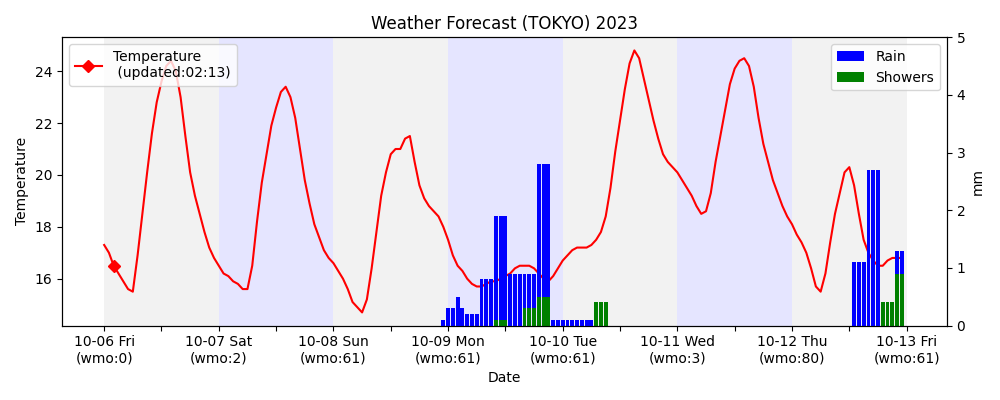 Weather Forecast (TOKYO) 2023
Temperature
(updated:02:13)
Rain
Showers
Temperature
24
22
20
18
16
5
4
3
2
1
0
mm
10-06 Fri
(wmo:0)
10-07 Sat
(wmo:2)
10-08 Sun
(wmo:61)
10-09 Mon
(wmo:61)
10-10 Tue
(wmo:61)
10-11 Wed
(wmo:3)
10-12 Thu
(wmo:80)
10-13 Fri
(wmo:61)
Date